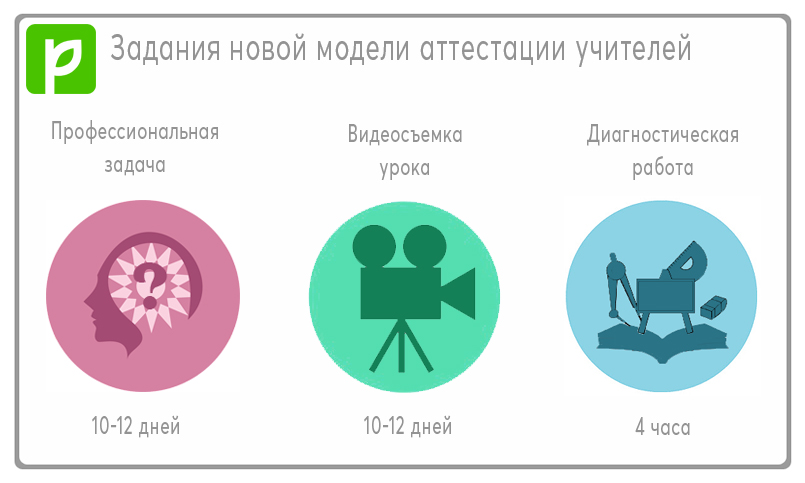 Задания новой модели аттестации учителей
Профессиональная
задача
Видеосъемка
урока
Диагностическая
работа
?
10-12 дней
10-12 дней
4 часа